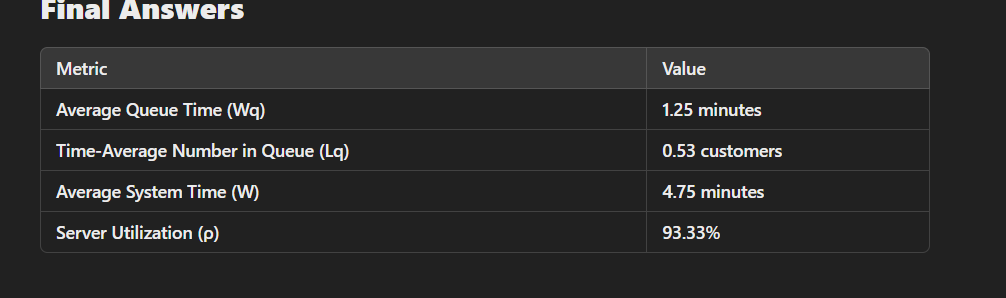 Final Answers
Metric Value
Average Queue Time (Wq) 1.25 minutes
Time-Average Number in Queue (Lq) 0.53 customers
Average System Time (W) 4.75 minutes
Server Utilization (ρ) 93.33%